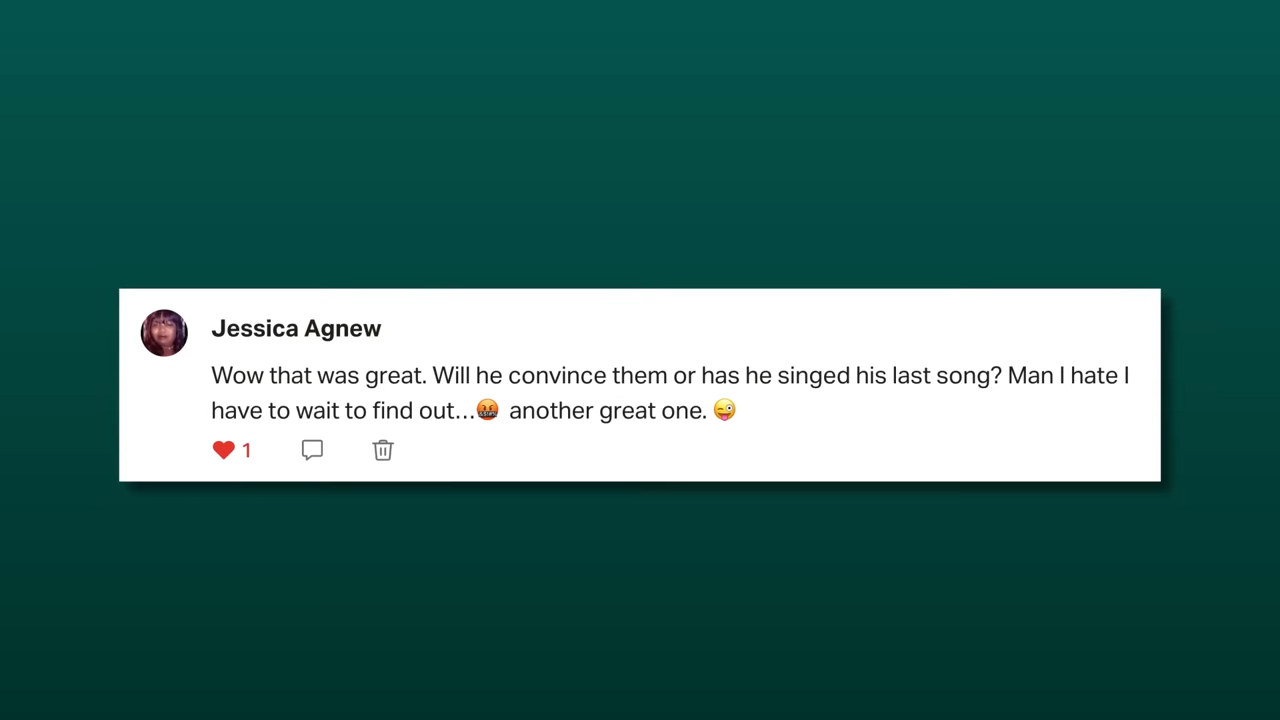 Jessica Agnew
Wow that was great. Will he convince them or has he singed his last song? Man I hate I
have to wait to find out...🤬 another great one. 😜
1